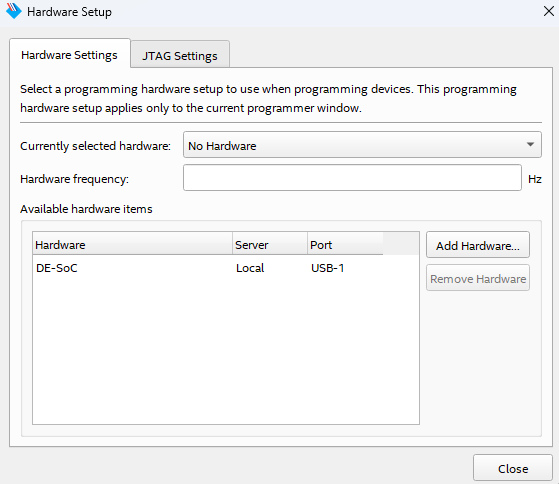 Hardware Setup
Hardware Settings
JTAG Settings
Select a programming hardware setup to use when programming devices. This programming
hardware setup applies only to the current programmer window.
Currently selected hardware:
No Hardware
Hardware frequency:
Hz
Available hardware items
Hardware
Server
Port
Add Hardware...
DE-SoC
Local
USB-1
Remove Hardware
Close